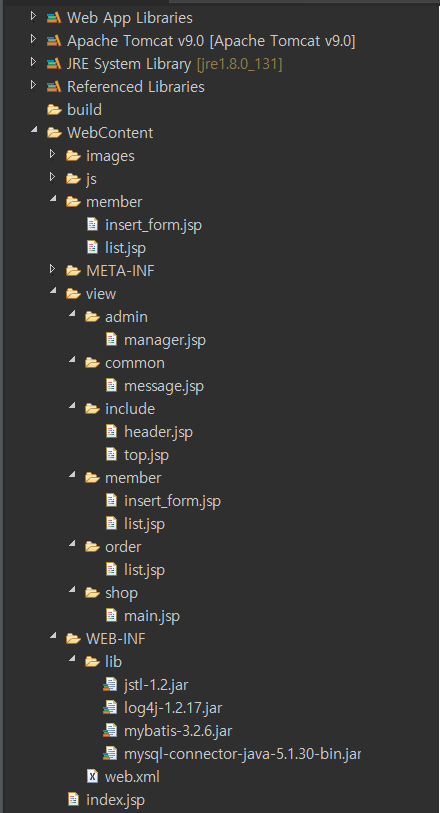 Web App Libraries
Apache Tomcat v9.0 [Apache Tomcat v9.0]
JRE System Library [jre1.8.0_131]
Referenced Libraries
build
WebContent
images
js
member
insert_form.jsp
list.jsp
META-INF
view
admin
manager.jsp
common
message.jsp
include
header.jsp
top.jsp
member
insert_form.jsp
list.jsp
order
list.jsp
shop
main.jsp
WEB-INF
lib
jstl-1.2.jar
log4j-1.2.17.jar
mybatis-3.2.6.jar
mysql-connector-java-5.1.30-bin.jar
web.xml
index.jsp